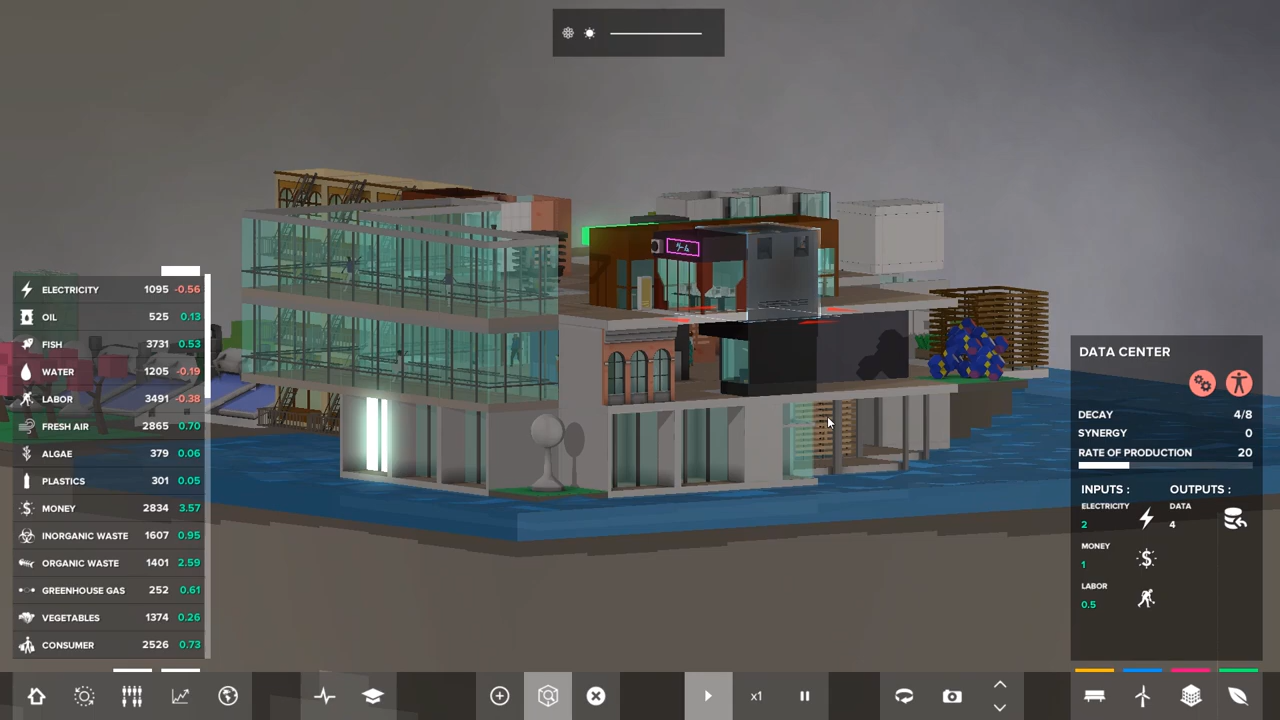 ELECTRICITY 1095 -0.56
OIL 525 0.13
FISH 3731 0.53
WATER 1205 -0.19
LABOR 3491 -0.38
FRESH AIR 2865 0.70
ALGAE 379 0.06
PLASTICS 301 0.05
MONEY 2834 3.57
INORGANIC WASTE 1607 0.95
ORGANIC WASTE 1401 2.59
GREENHOUSE GAS 252 0.61
VEGETABLES 1374 0.26
CONSUMER 2526 0.73
DATA CENTER
DECAY 4/8
SYNERGY 0
RATE OF PRODUCTION 20
INPUTS : OUTPUTS :
ELECTRICITY DATA
2 4
MONEY
1
LABOR
0.5
x1